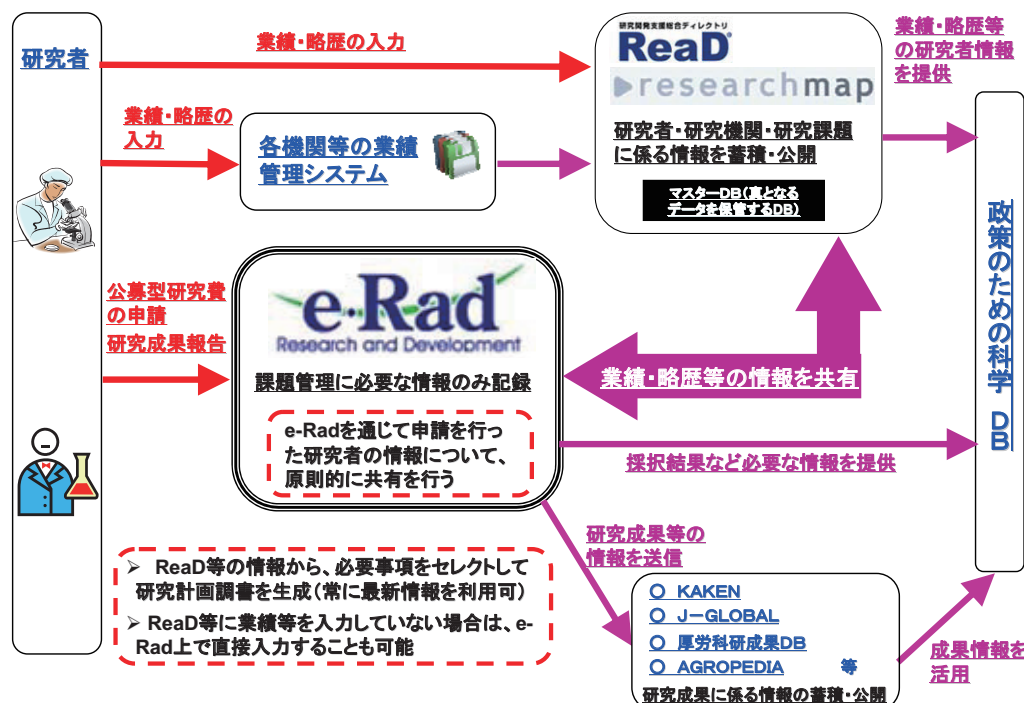 研究者
業績・略歴の入力
研究開発支援総合ディレクトリ
ReaD
researchmap
研究者・研究機関・研究課題
に係る情報を蓄積・公開
マスターDB(真となる
データを保管するDB)
業績・略歴等
の研究者情報
を提供
業績・略歴の
入力
各機関等の業績
管理システム
政策のための科学 DB
公募型研究費
の申請
研究成果報告
e-Rad
Research and Development
課題管理に必要な情報のみ記録
e-Radを通じて申請を行っ
た研究者の情報について、
原則的に共有を行う
業績・略歴等の情報を共有
採択結果など必要な情報を提供
研究成果等の
情報を送信
➢ ReaD等の情報から、必要事項をセレクトして
研究計画調書を生成(常に最新情報を利用可)
➢ ReaD等に業績等を入力していない場合は、e-
Rad上で直接入力することも可能
○ KAKEN
○ J-GLOBAL
○ 厚労科研成果DB
○ AGROPEDIA 等
研究成果に係る情報の蓄積・公開
成果情報を
活用